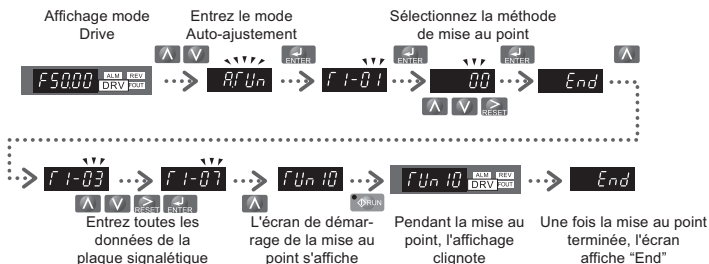 Affichage mode
Drive
Entrez le mode
Auto-ajustement
Sélectionnez la méthode
de mise au point
F50.00 ALM REV DRV FOUT
ENTER
ATUn
ENTER
T1-01
ENTER
00
RESET
ENTER
End
T1-03
RESET ENTER
T1-07
TUn10
RUN
TUn10 ALM REV DRV FOUT
End
Entrez toutes les
données de la
plaque signalétique
L'écran de démar-
rage de la mise au
point s'affiche
Pendant la mise au
point, l'affichage
clignote
Une fois la mise au point
terminée, l'écran
affiche “End”